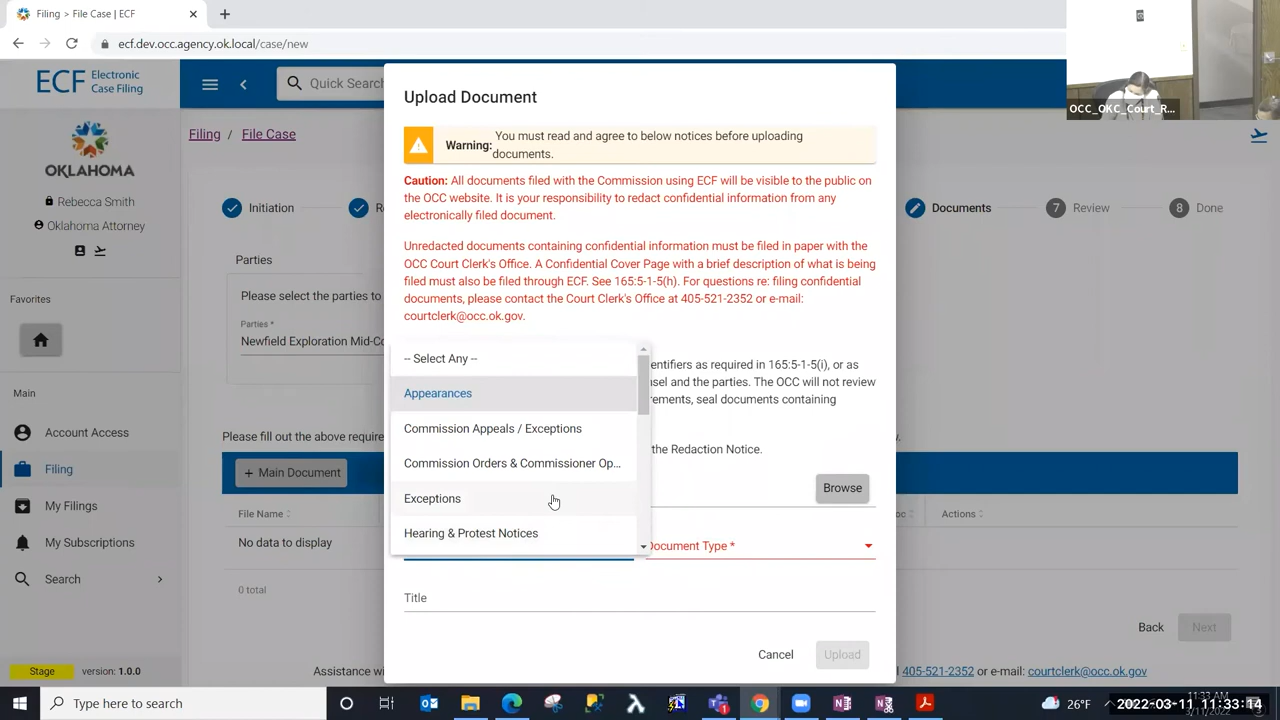 Filing > File Case | ECF
ecf.dev.occ.agency.ok.local/case/new
ECF Electronic
Case Filing
Quick Search
OCC_OKC_Court_R...
OKLAHOMA
Rebecca Smith
Oklahoma Attorney
Favorites
Main
Account Access
Filing
My Filings
My Subscriptions
Search
Stage
version: 1.0.0
Filing / File Case
Initiation
Documents
7 Review
8 Done
Parties
Please select the parties to
Parties *
Newfield Exploration Mid-Co
Please fill out the above require
+ Main Document
File Name
Actions
No data to display
0 total
Back
Next
Upload Document
Warning: You must read and agree to below notices before uploading
documents.
Caution: All documents filed with the Commission using ECF will be visible to the public on
the OCC website. It is your responsibility to redact confidential information from any
electronically filed document.
Unredacted documents containing confidential information must be filed in paper with the
OCC Court Clerk's Office. A Confidential Cover Page with a brief description of what is being
filed must also be filed through ECF. See 165:5-1-5(h). For questions re: filing confidential
documents, please contact the Court Clerk's Office at 405-521-2352 or e-mail:
courtclerk@occ.ok.gov.
entifiers as required in 165:5-1-5(i), or as
sel and the parties. The OCC will not review
rements, seal documents containing
the Redaction Notice.
-- Select Any --
Appearances
Commission Appeals / Exceptions
Commission Orders & Commissioner Op...
Exceptions
Hearing & Protest Notices
Browse
Document Type *
Title
Cancel
Upload
Assistance wi
405-521-2352 or e-mail: courtclerk@occ.ok.gov
Type here to search
26°F
11:33 AM
2022-03-11 11:33:14